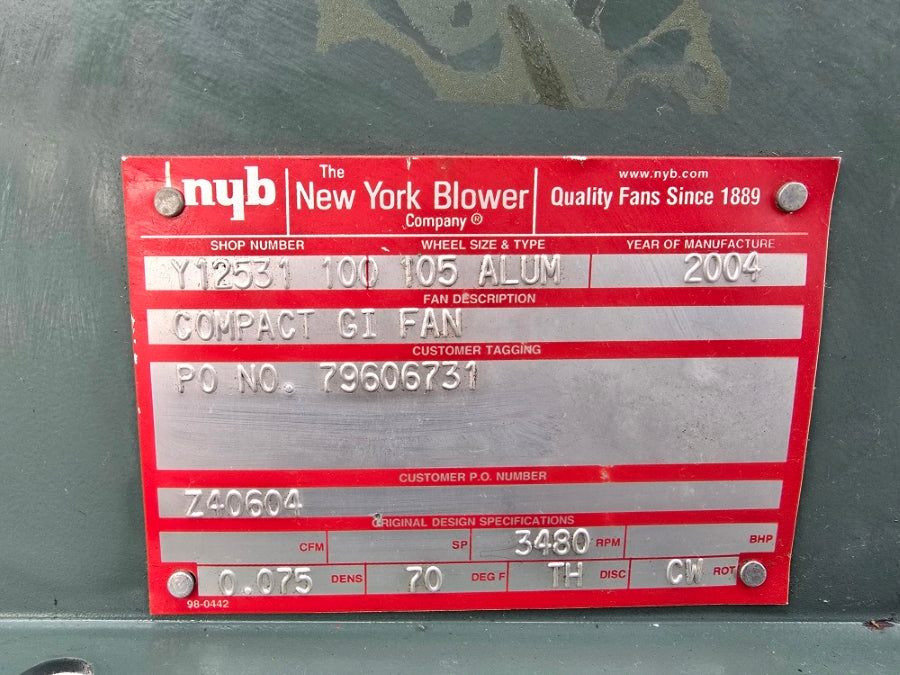 nyb
The
New York Blower
Company ®
www.nyb.com
Quality Fans Since 1889
SHOP NUMBER WHEEL SIZE & TYPE YEAR OF MANUFACTURE
Y12531 100 105 ALUM 2004
FAN DESCRIPTION
COMPACT GI FAN
CUSTOMER TAGGING
PO NO. 79606731
CUSTOMER P.O. NUMBER
Z40604
ORIGINAL DESIGN SPECIFICATIONS
CFM SP 3480 RPM BHP
0.075 DENS 70 DEG F TH DISC CW ROT
98-0442